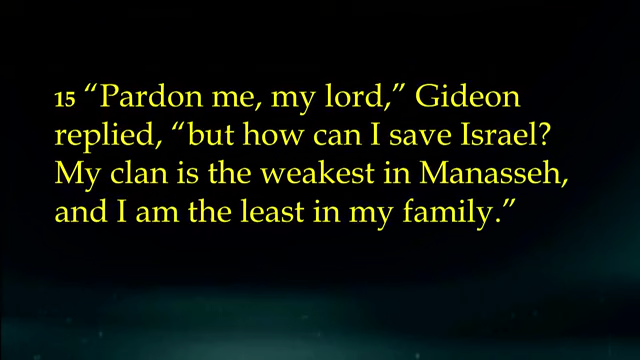 15 “Pardon me, my lord,” Gideon
replied, “but how can I save Israel?
My clan is the weakest in Manasseh,
and I am the least in my family.”